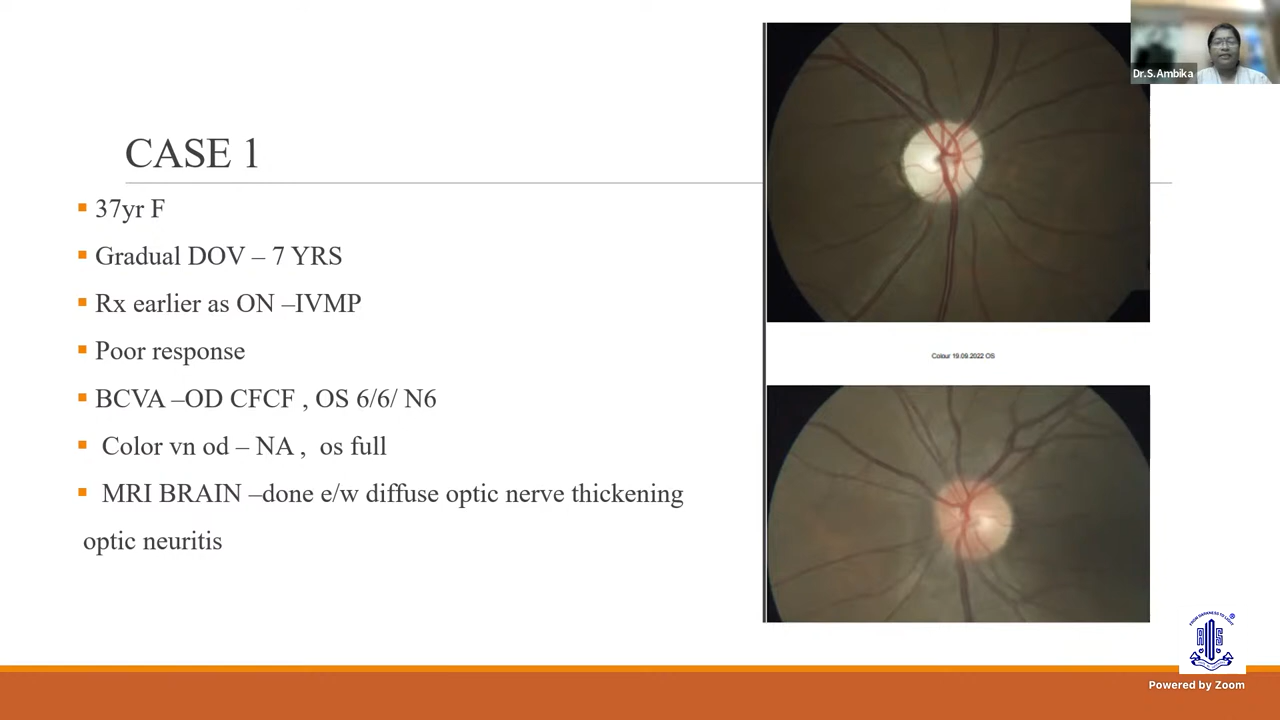 CASE 1
37yr F
Gradual DOV – 7 YRS
Rx earlier as ON –IVMP
Poor response
BCVA –OD CFCF , OS 6/6/ N6
Color vn od – NA , os full
MRI BRAIN –done e/w diffuse optic nerve thickening
optic neuritis
Colour 19.09.2022 OS
Dr.S.Ambika
Powered by Zoom